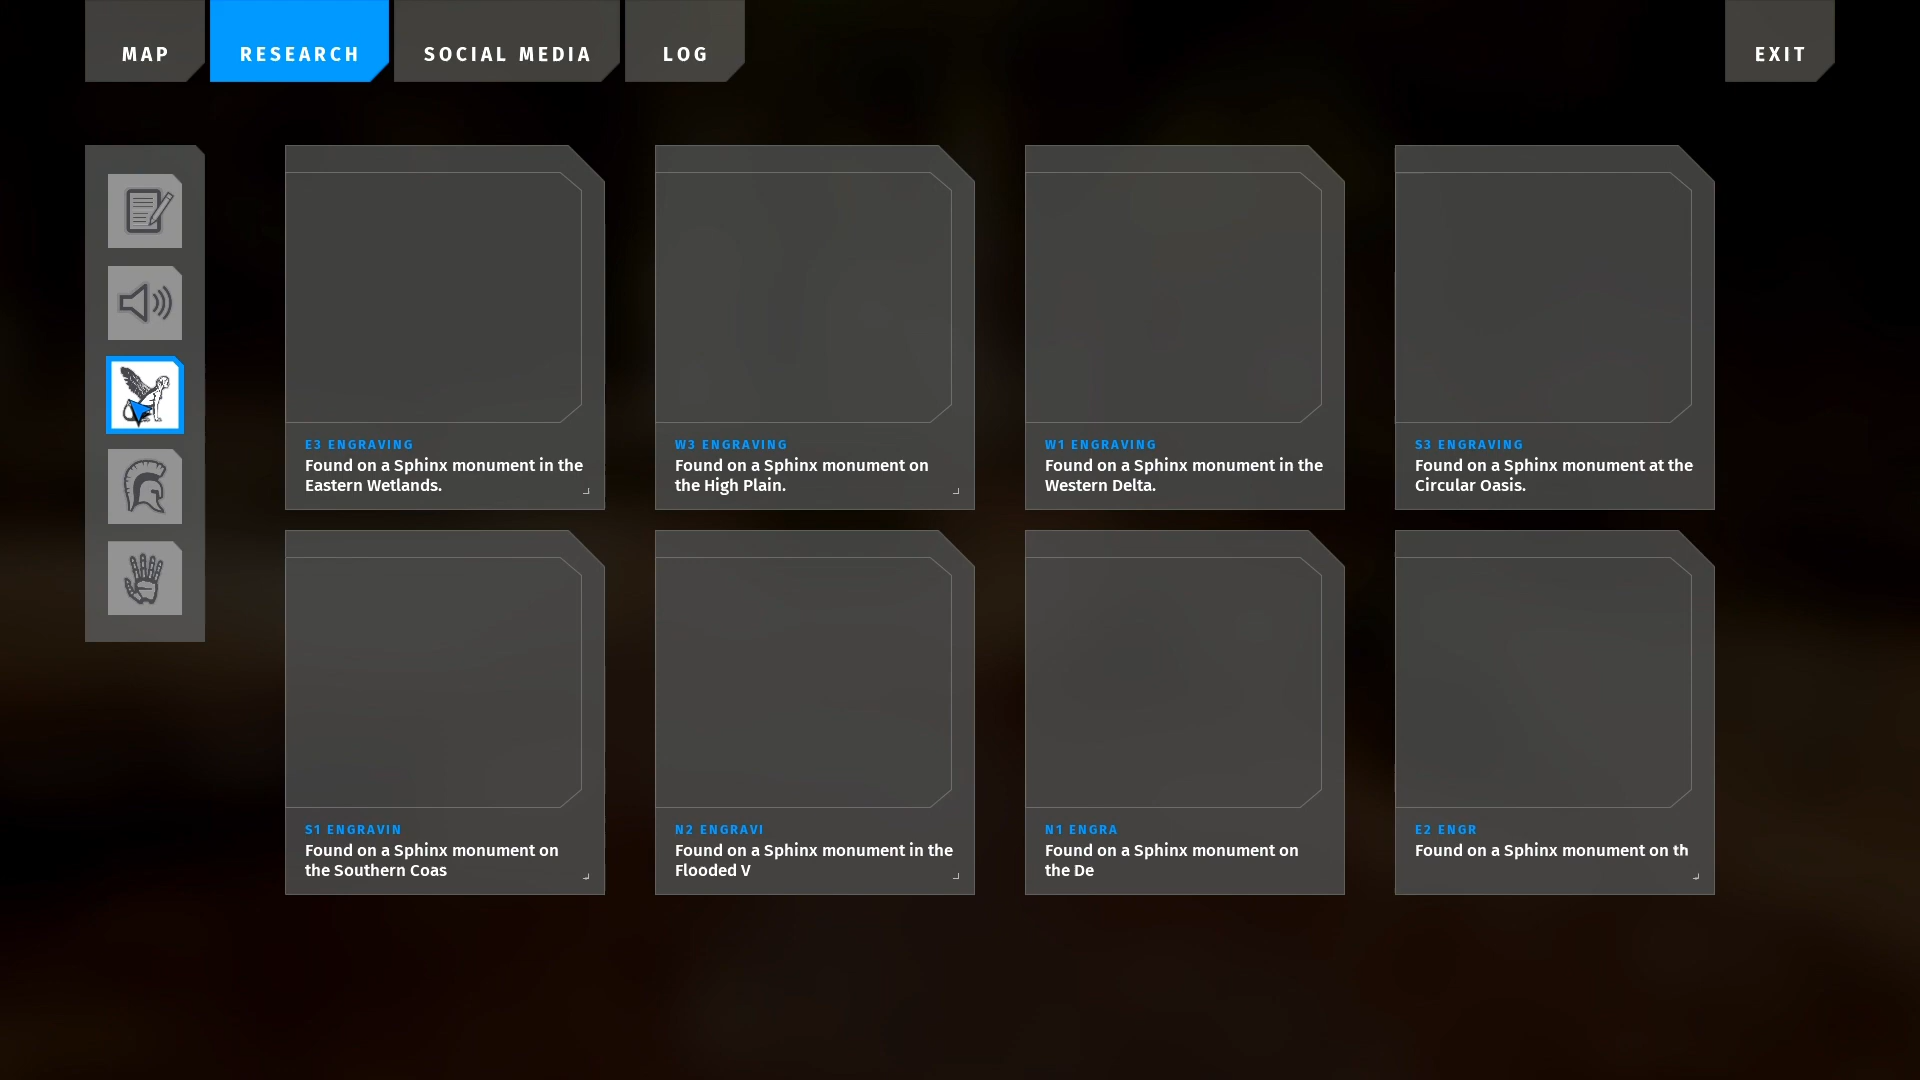 MAP
RESEARCH
SOCIAL MEDIA
LOG
EXIT
E3 ENGRAVING
Found on a Sphinx monument in the
Eastern Wetlands.
W3 ENGRAVING
Found on a Sphinx monument on
the High Plain.
W1 ENGRAVING
Found on a Sphinx monument in the
Western Delta.
S3 ENGRAVING
Found on a Sphinx monument at the
Circular Oasis.
S1 ENGRAVIN
Found on a Sphinx monument on
the Southern Coas
N2 ENGRAVI
Found on a Sphinx monument in the
Flooded V
N1 ENGRA
Found on a Sphinx monument on
the De
E2 ENGR
Found on a Sphinx monument on th